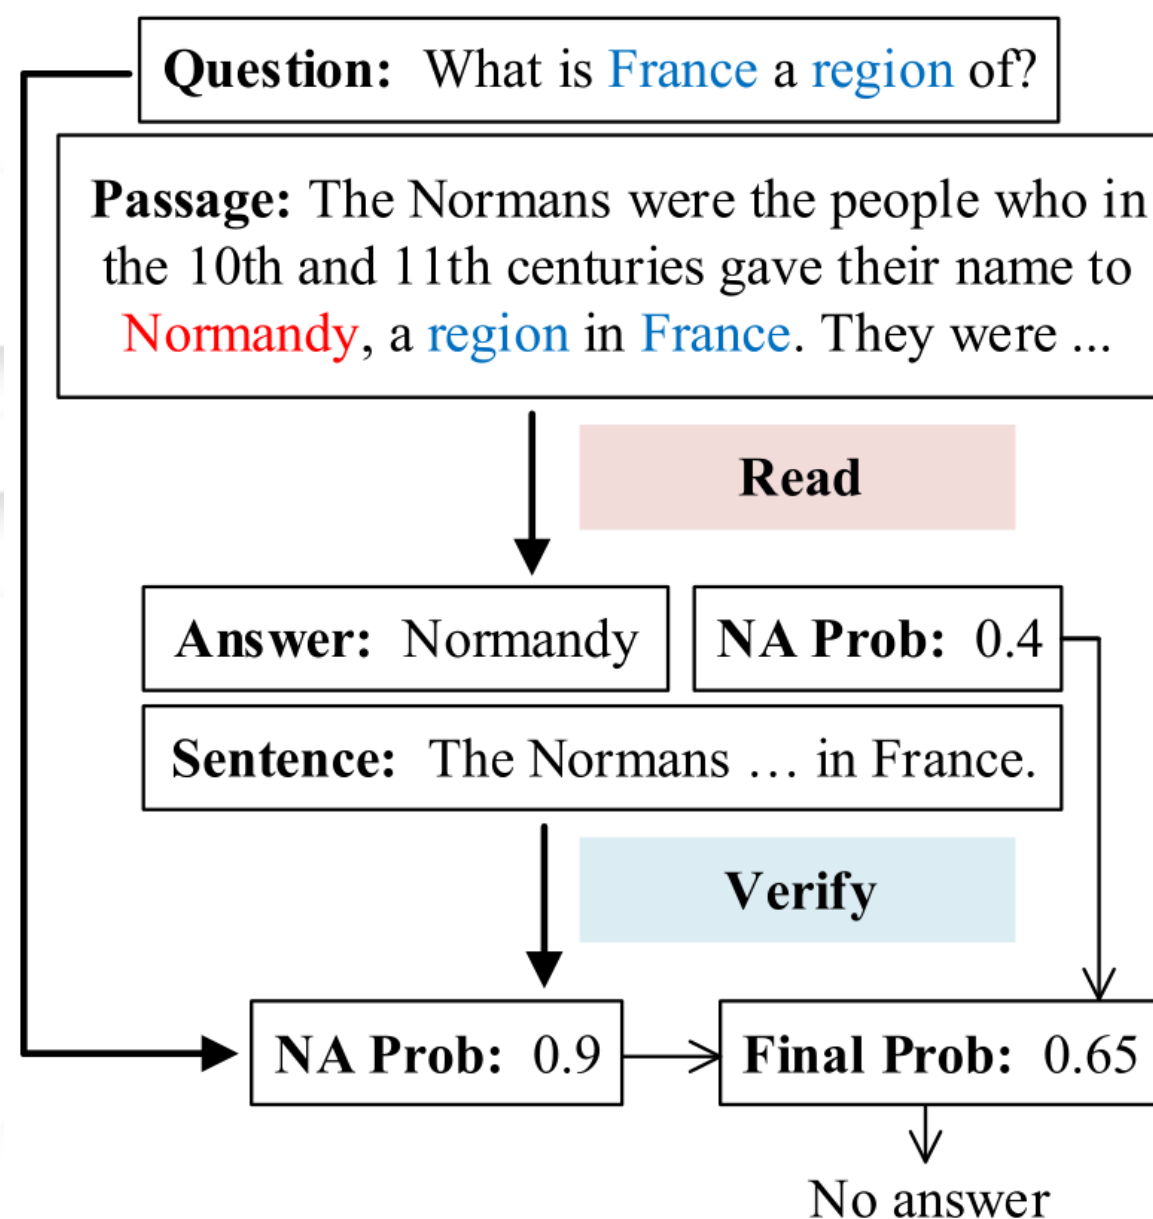 Question: What is France a region of?
Passage: The Normans were the people who in
the 10th and 11th centuries gave their name to
Normandy, a region in France. They were ...
Read
Answer: Normandy
NA Prob: 0.4
Sentence: The Normans … in France.
Verify
NA Prob: 0.9
Final Prob: 0.65
No answer